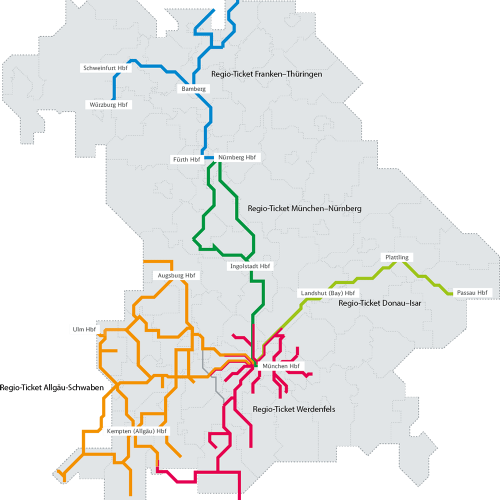 Schweinfurt Hbf
Regio-Ticket Franken–Thüringen
Bamberg
Würzburg Hbf
Fürth Hbf
Nürnberg Hbf
Regio-Ticket München–Nürnberg
Plattling
Ingolstadt Hbf
Augsburg Hbf
Landshut (Bay) Hbf
Passau Hbf
Regio-Ticket Donau–Isar
Ulm Hbf
München Hbf
Regio-Ticket Allgäu-Schwaben
Regio-Ticket Werdenfels
Kempten (Allgäu) Hbf